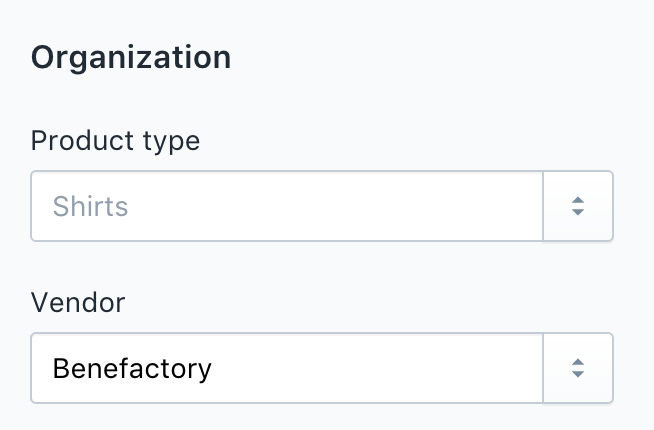 Organization
Product type
Shirts
Vendor
Benefactory